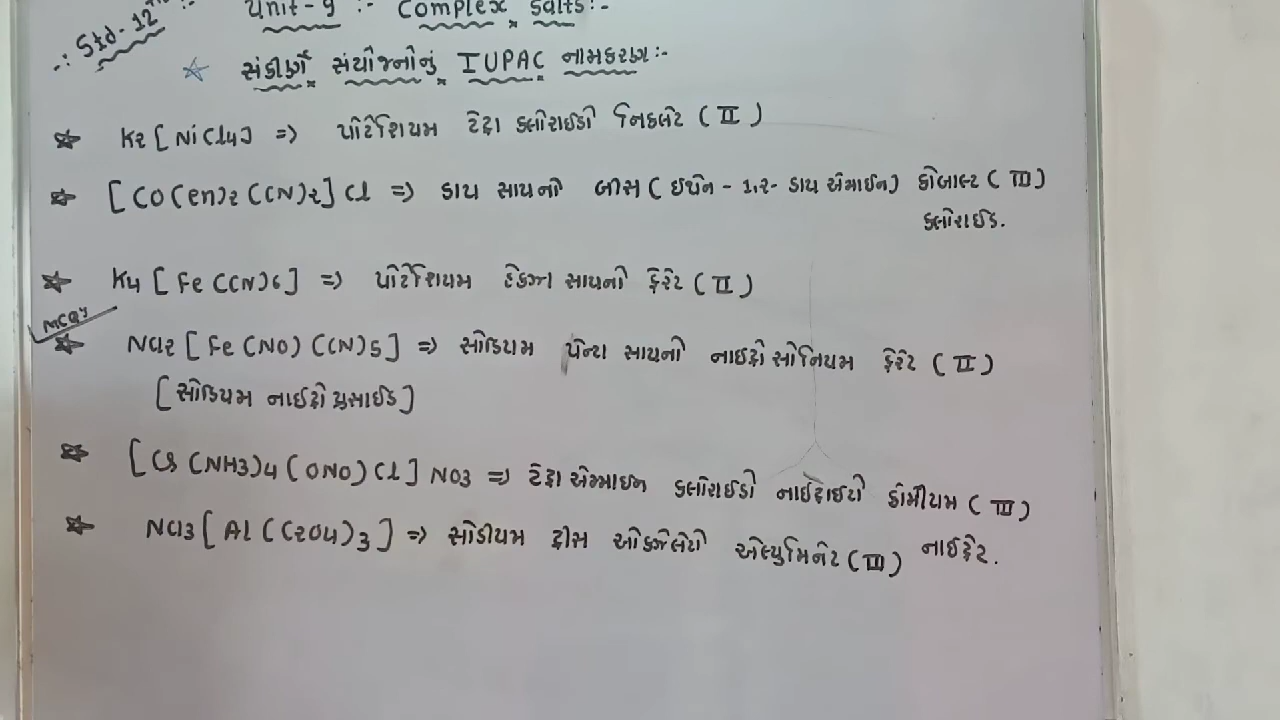 -: Std-12th
Unit-9 :- Complex Salts:-
સંકીર્ણ સંયોજનોનું IUPAC નામકરણ:-
K2[NiCl4] => પોટેશિયમ ટેટ્રા ક્લોરાઈડો નિકલેટ (II)
[CO(en)2(CN)2]Cl => ડાય સાયનો બીસ (ઈથેન - 1,2 - ડાય એમાઈન) કોબાલ્ટ (III)
ક્લોરાઈડ.
K4[Fe(CN)6] => પોટેશિયમ હેક્ઝા સાયનો ફેરેટ (II)
MCQ
Na2[Fe(NO)(CN)5] => સોડિયમ પેન્ટા સાયનો નાઈટ્રોસોનિયમ ફેરેટ (II)
[સોડિયમ નાઈટ્રોપ્રુસાઈડ]
[Cr(NH3)4(ONO)Cl]NO3 => ટેટ્રાએમ્માઇન ક્લોરાઈડો નાઈટ્રાઈટો ક્રોમીયમ (III)
નાઈટ્રેટ.
Na3[Al(C2O4)3] => સોડીયમ ટ્રીસ ઓક્ઝેલેટો એલ્યુમિનેટ (III)